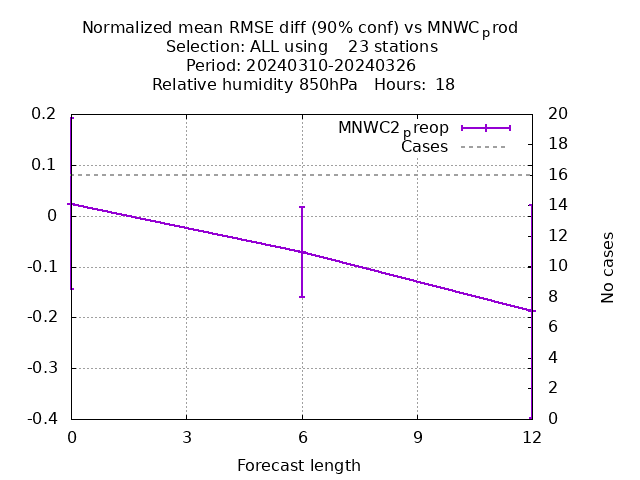 Normalized mean RMSE diff (90% conf) vs MNWCprod
Selection: ALL using    23 stations
Period: 20240310-20240326
Relative humidity 850hPa   Hours: 18
MNWC2preop
Cases
0.2
0.1
0
-0.1
-0.2
-0.3
-0.4
20
18
16
14
12
10
8
6
4
2
0
No cases
0 3 6 9 12
Forecast length